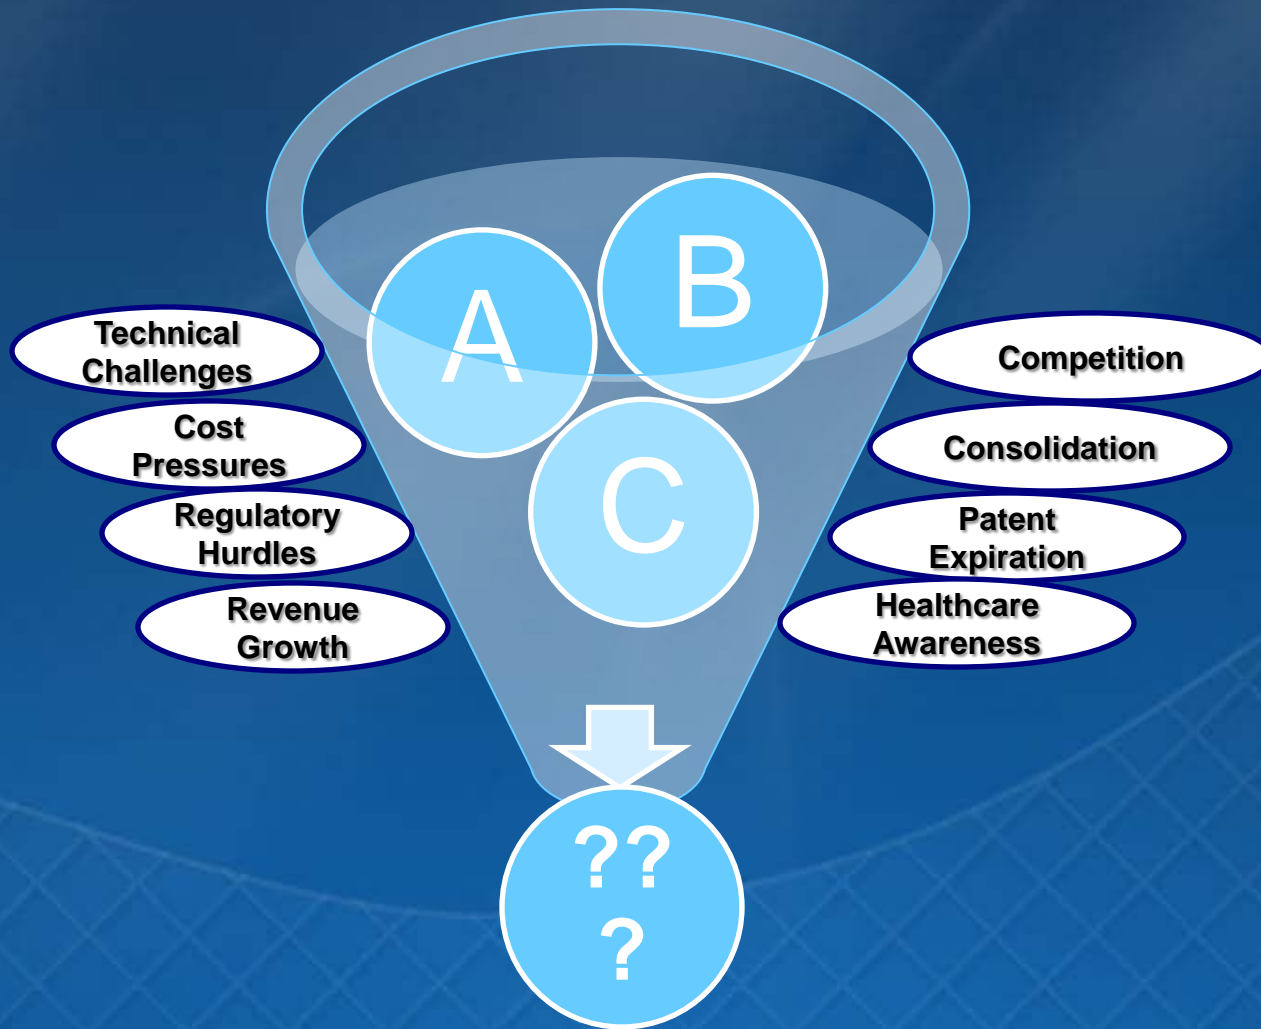 A
B
C
Technical
Challenges
Cost
Pressures
Regulatory
Hurdles
Revenue
Growth
Competition
Consolidation
Patent
Expiration
Healthcare
Awareness
??
?